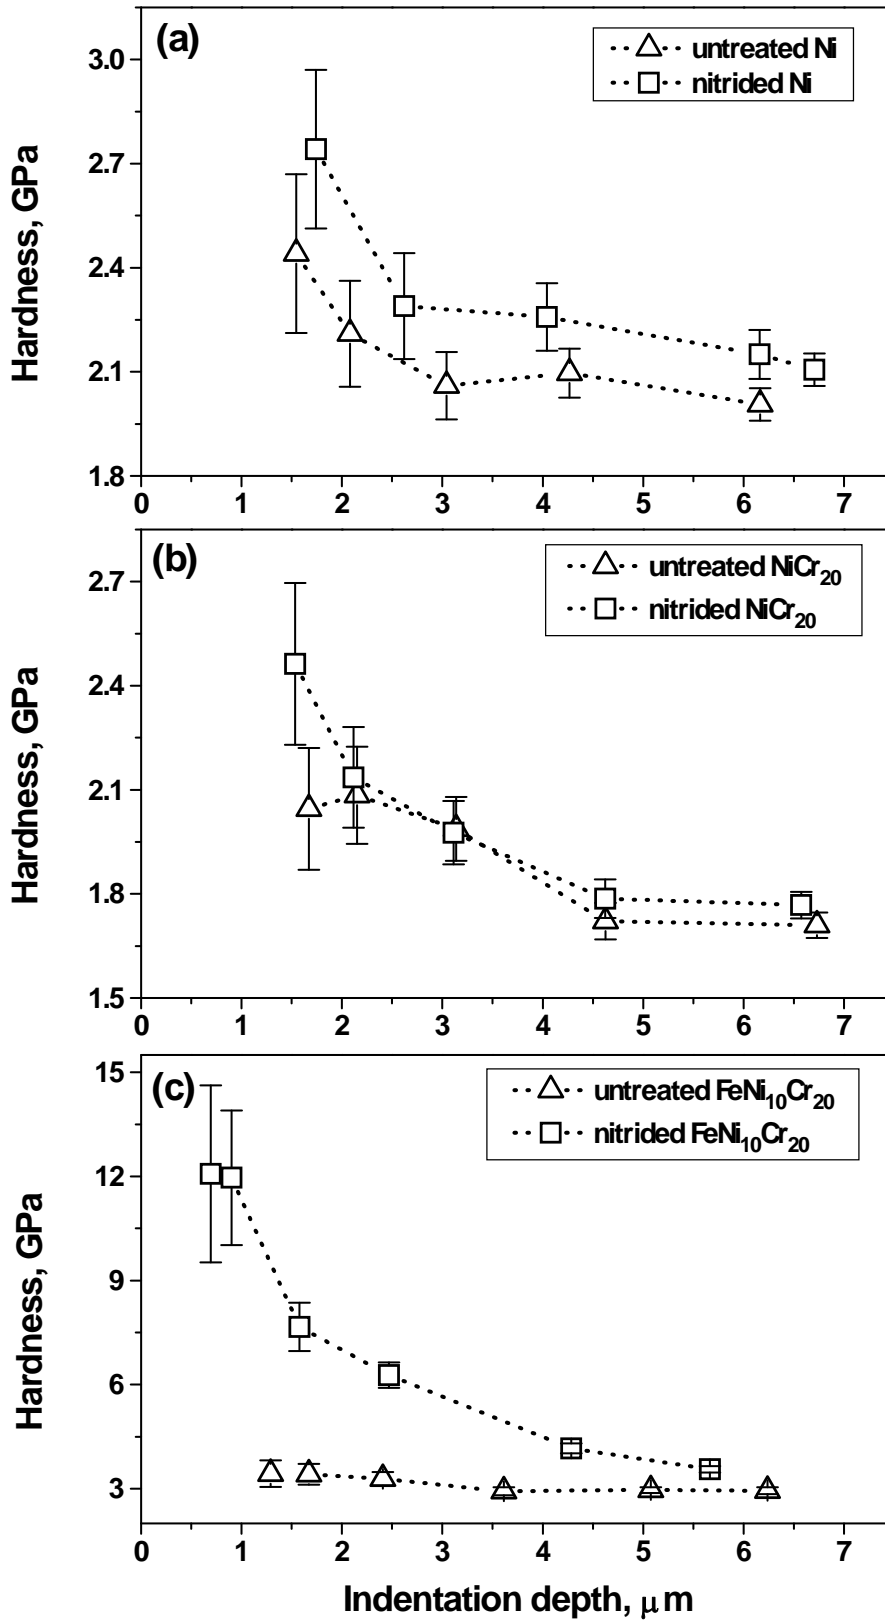 (a)
untreated Ni
nitrided Ni
3.0
2.7
2.4
2.1
1.8
Hardness, GPa
0 1 2 3 4 5 6 7
(b)
untreated NiCr20
nitrided NiCr20
2.7
2.4
2.1
1.8
1.5
Hardness, GPa
0 1 2 3 4 5 6 7
(c)
untreated FeNi10Cr20
nitrided FeNi10Cr20
15
12
9
6
3
Hardness, GPa
0 1 2 3 4 5 6 7
Indentation depth, μm